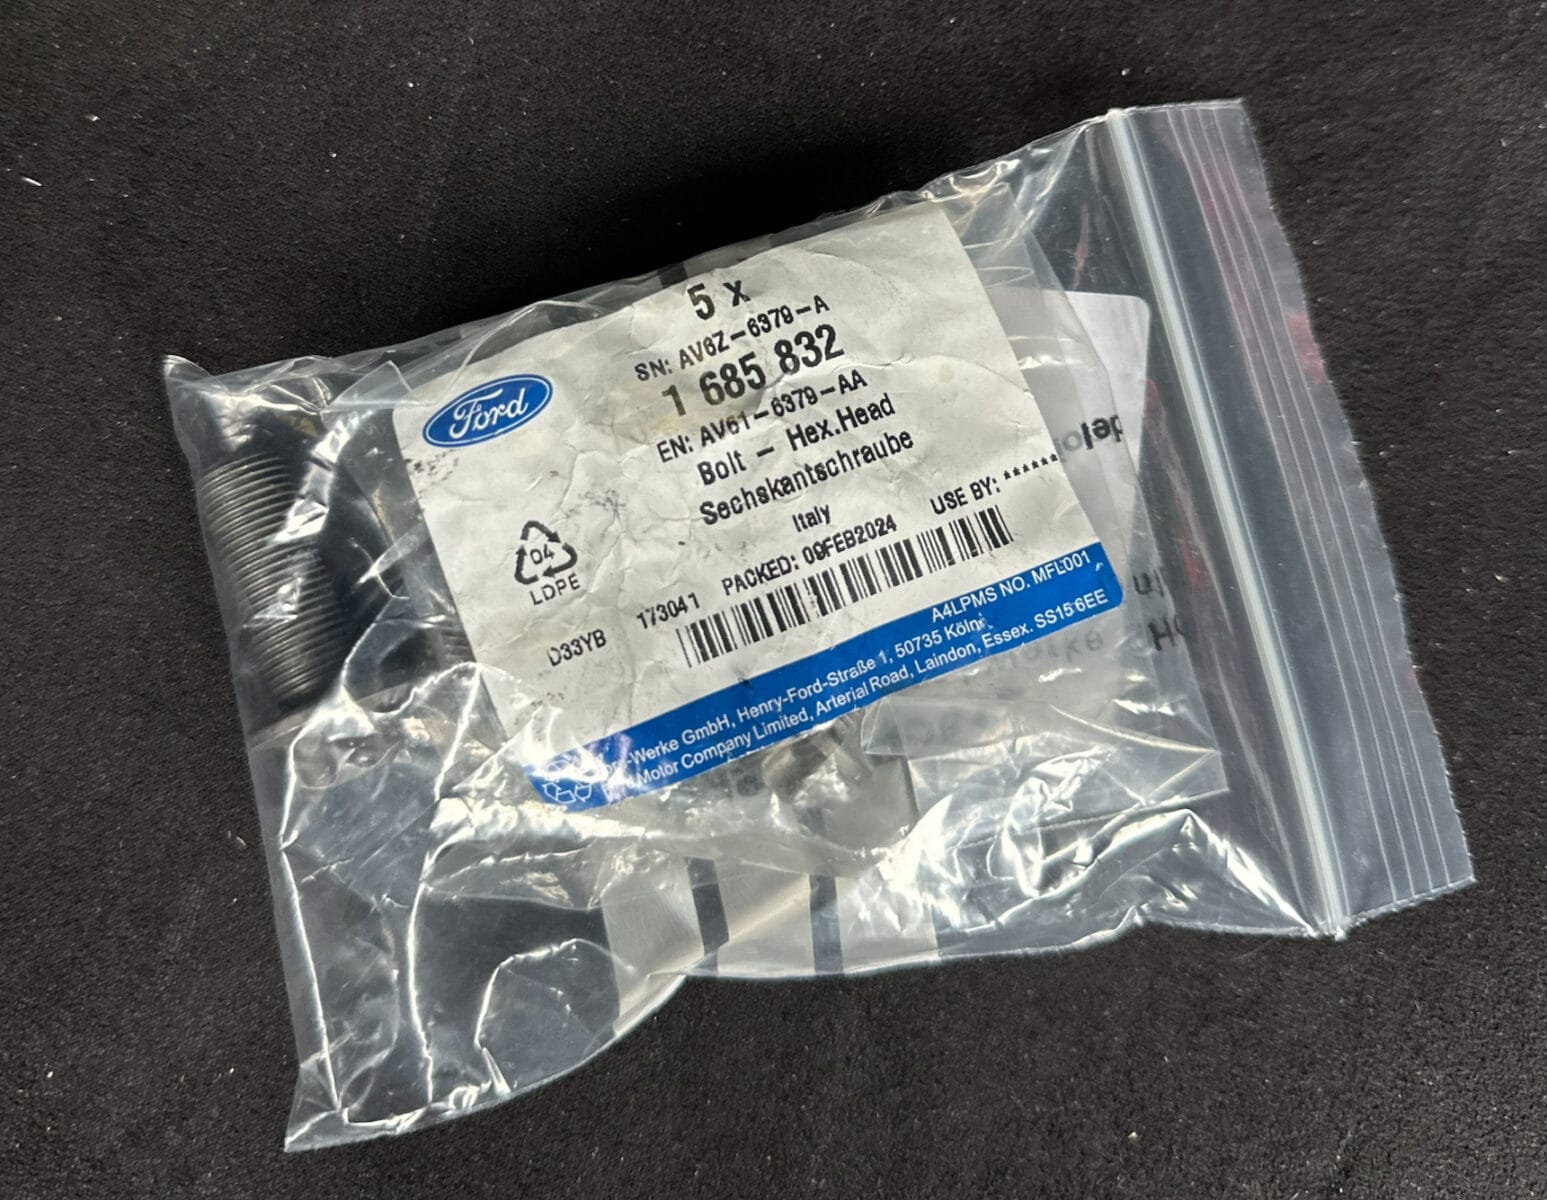 5 x
SN: AV6Z-6379-A
1 685 832
Ford
EN: AV61-6379-AA
Bolt - Hex.Head
Sechskantschraube
Italy
04
LDPE
PACKED: 09FEB2024 USE BY: ******
D33YB 173041
A4LPMS NO. MFL001
-Werke GmbH, Henry-Ford-Straße 1, 50735 Köln
Motor Company Limited, Arterial Road, Laindon, Essex. SS15 6EE